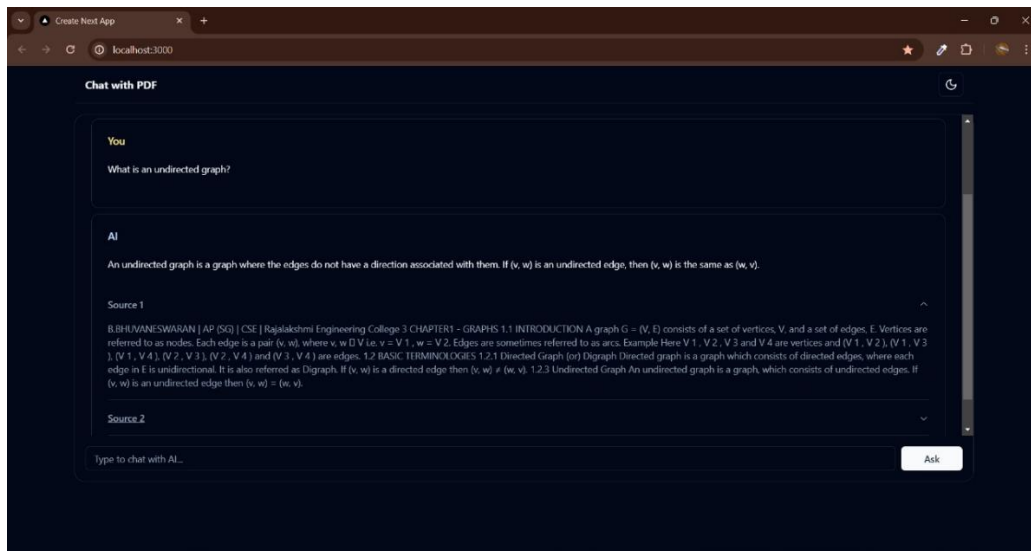 Create Next App
localhost:3000
Chat with PDF
You
What is an undirected graph?
AI
An undirected graph is a graph where the edges do not have a direction associated with them. If (v, w) is an undirected edge, then (v, w) is the same as (w, v).
Source 1
B.BHUVANESWARAN | AP (SG) | CSE | Rajalakshmi Engineering College 3 CHAPTER1 - GRAPHS 1.1 INTRODUCTION A graph G = (V, E) consists of a set of vertices, V, and a set of edges, E. Vertices are
referred to as nodes. Each edge is a pair (v, w), where v, w ▯ V i.e. v = V 1 , w = V 2. Edges are sometimes referred to as arcs. Example Here V 1 , V 2 , V 3 and V 4 are vertices and (V 1 , V 2 ), (V 1 , V 3
), (V 1 , V 4 ), (V 2 , V 3 ), (V 2 , V 4 ) and (V 3 , V 4 ) are edges. 1.2 BASIC TERMINOLOGIES 1.2.1 Directed Graph (or) Digraph Directed graph is a graph which consists of directed edges, where each
edge in E is unidirectional. It is also referred as Digraph. If (v, w) is a directed edge then (v, w) ≠ (w, v). 1.2.3 Undirected Graph An undirected graph is a graph, which consists of undirected edges. If
(v, w) is an undirected edge then (v, w) = (w, v).
Source 2
Type to chat with AI...
Ask